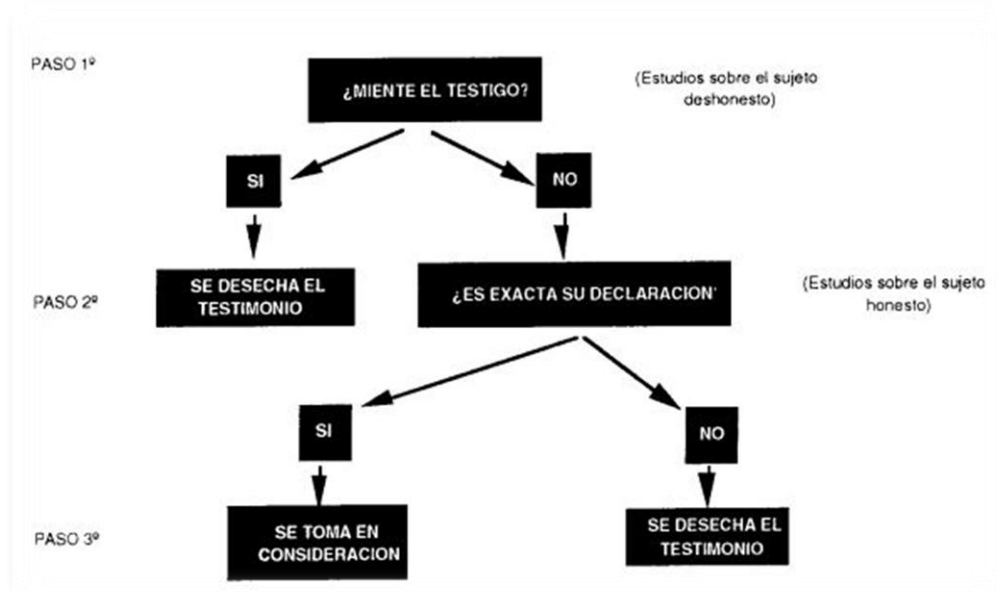 PASO 1º
¿MIENTE EL TESTIGO?
(Estudios sobre el sujeto
deshonesto)
SI
NO
PASO 2º
SE DESECHA EL
TESTIMONIO
¿ES EXACTA SU DECLARACION'
(Estudios sobre el sujeto
honesto)
SI
NO
PASO 3º
SE TOMA EN
CONSIDERACION
SE DESECHA EL
TESTIMONIO